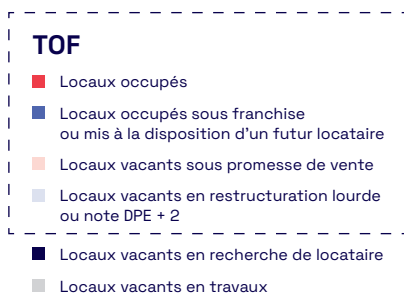 TOF
Locaux occupés
Locaux occupés sous franchise
ou mis à la disposition d'un futur locataire
Locaux vacants sous promesse de vente
Locaux vacants en restructuration lourde
ou note DPE + 2
Locaux vacants en recherche de locataire
Locaux vacants en travaux